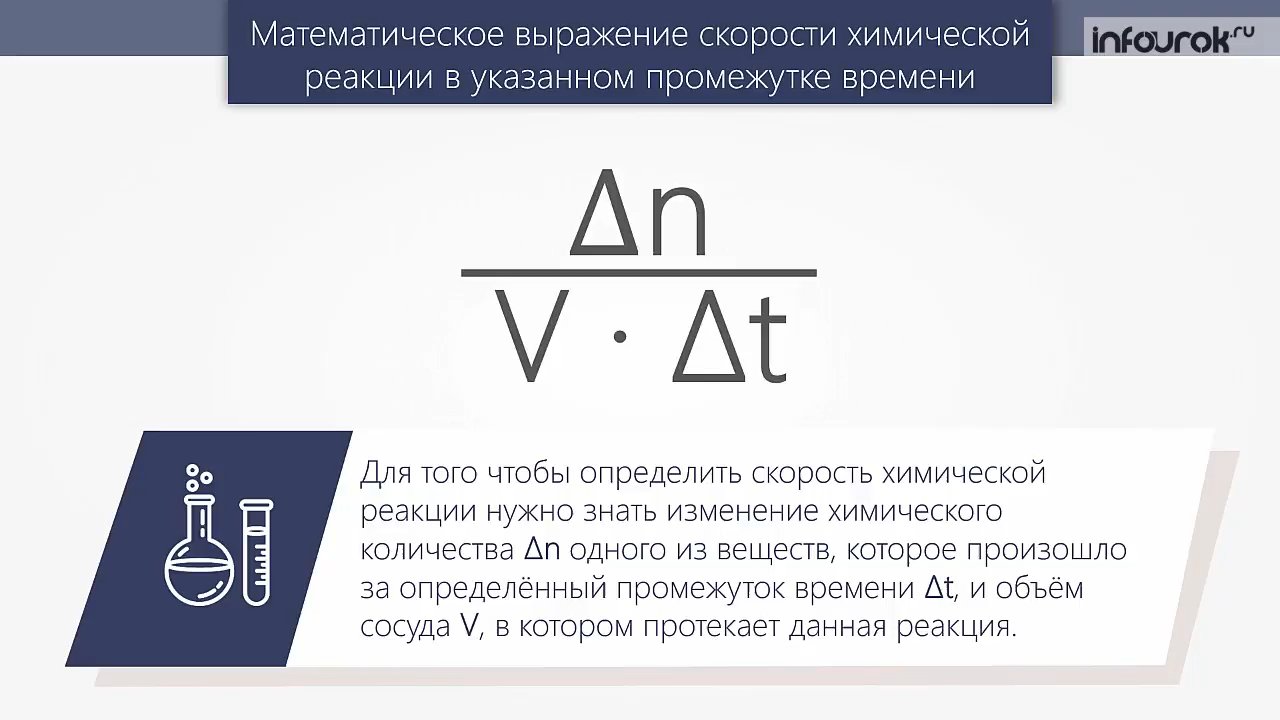 Математическое выражение скорости химической
реакции в указанном промежутке времени
infourok.ru
Δn
V · Δt
Для того чтобы определить скорость химической
реакции нужно знать изменение химического
количества Δn одного из веществ, которое произошло
за определённый промежуток времени Δt, и объём
сосуда V, в котором протекает данная реакция.